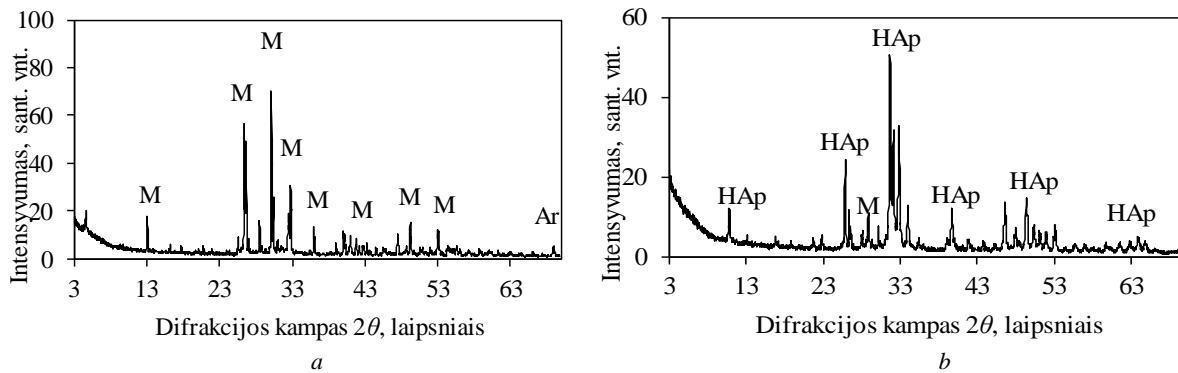 100
80
60
40
20
0
Intensyvumas, sant. vnt.
M
M
M
M
M
M
M
M
Ar
3 13 23 33 43 53 63
Difrakcijos kampas 2θ, laipsniais
a
60
40
20
0
Intensyvumas, sant. vnt.
HAp
HAp
HAp
M
HAp
HAp
HAp
3 13 23 33 43 53 63
Difrakcijos kampas 2θ, laipsniais
b